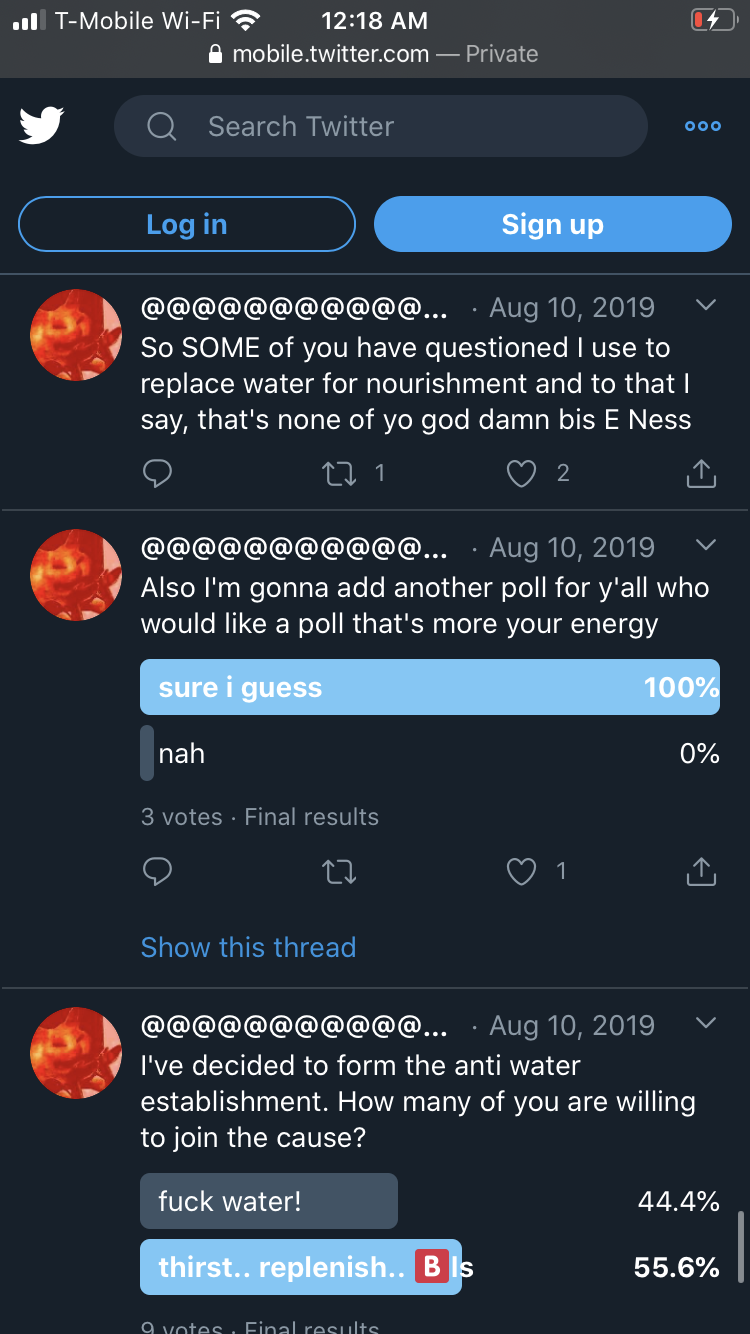 T-Mobile Wi-Fi 12:18 AM
mobile.twitter.com — Private
Search Twitter
Log in Sign up
@@@@@@@@@@@... · Aug 10, 2019
So SOME of you have questioned I use to
replace water for nourishment and to that I
say, that's none of yo god damn bis E Ness
1 2
@@@@@@@@@@@... · Aug 10, 2019
Also I'm gonna add another poll for y'all who
would like a poll that's more your energy
sure i guess 100%
nah 0%
3 votes · Final results
1
Show this thread
@@@@@@@@@@@... · Aug 10, 2019
I've decided to form the anti water
establishment. How many of you are willing
to join the cause?
fuck water! 44.4%
thirst.. replenish.. 🅱️ls 55.6%
9 votes · Final results